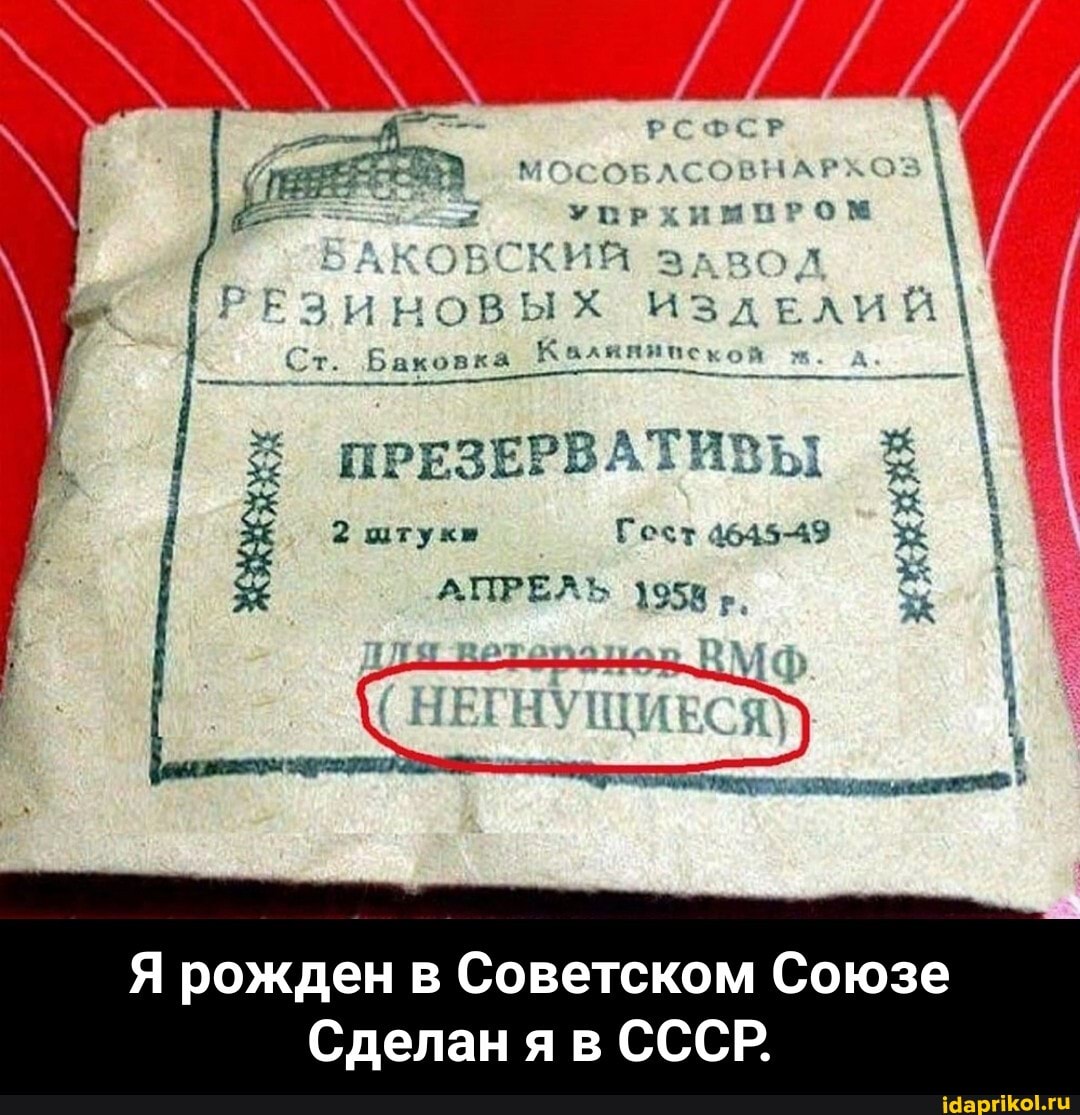 РСФСР
МОСОБЛСОВНАРХОЗ
УПРХИМПРОМ
БАКОВСКИЙ ЗАВОД
РЕЗИНОВЫХ ИЗДЕЛИЙ
Ст. Баковка Калининской ж. д.
ПРЕЗЕРВАТИВЫ
2 штуки Гост 4645-49
АПРЕЛЬ 1958 г.
для ветеранов ВМФ
( НЕГНУЩИЕСЯ)
Я рожден в Советском Союзе
Сделан я в СССР.
idaprikol.ru